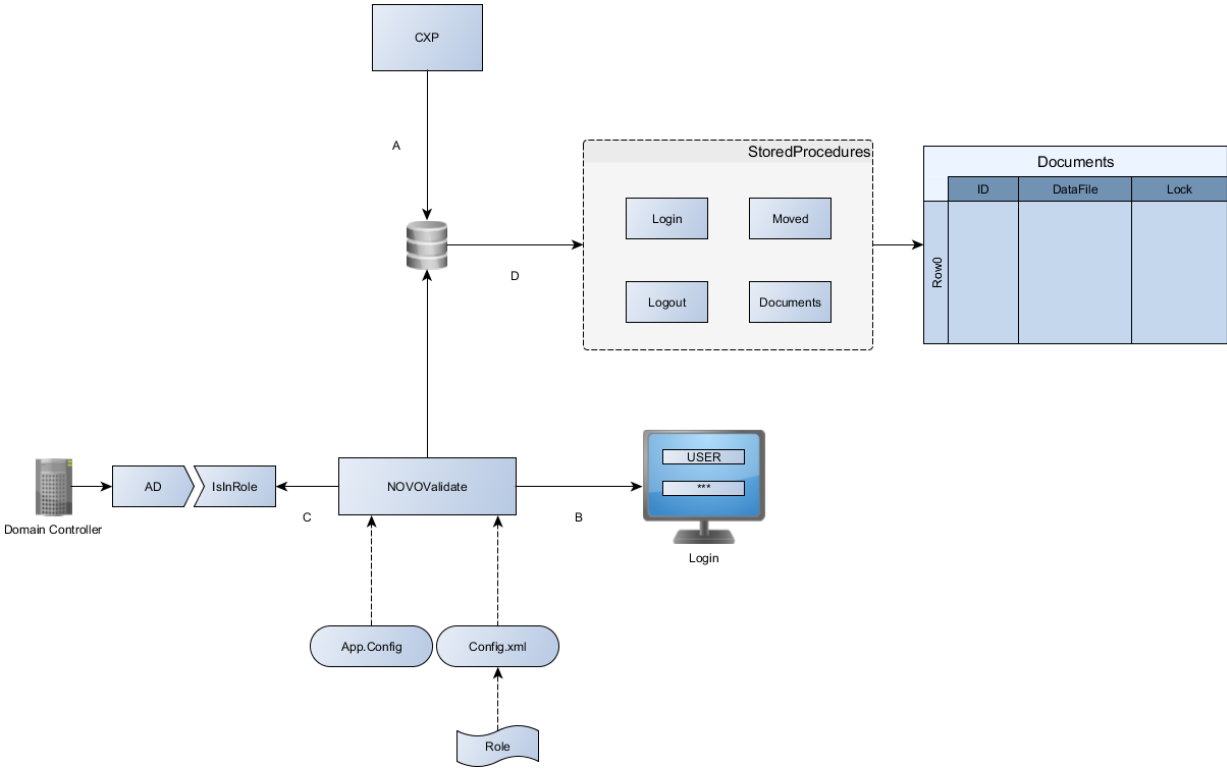 CXP
A
StoredProcedures
Login
Moved
Logout
Documents
Documents
ID
DataFile
Lock
Row0
D
Domain Controller
AD
IsInRole
C
NOVOValidate
B
USER
***
Login
App.Config
Config.xml
Role